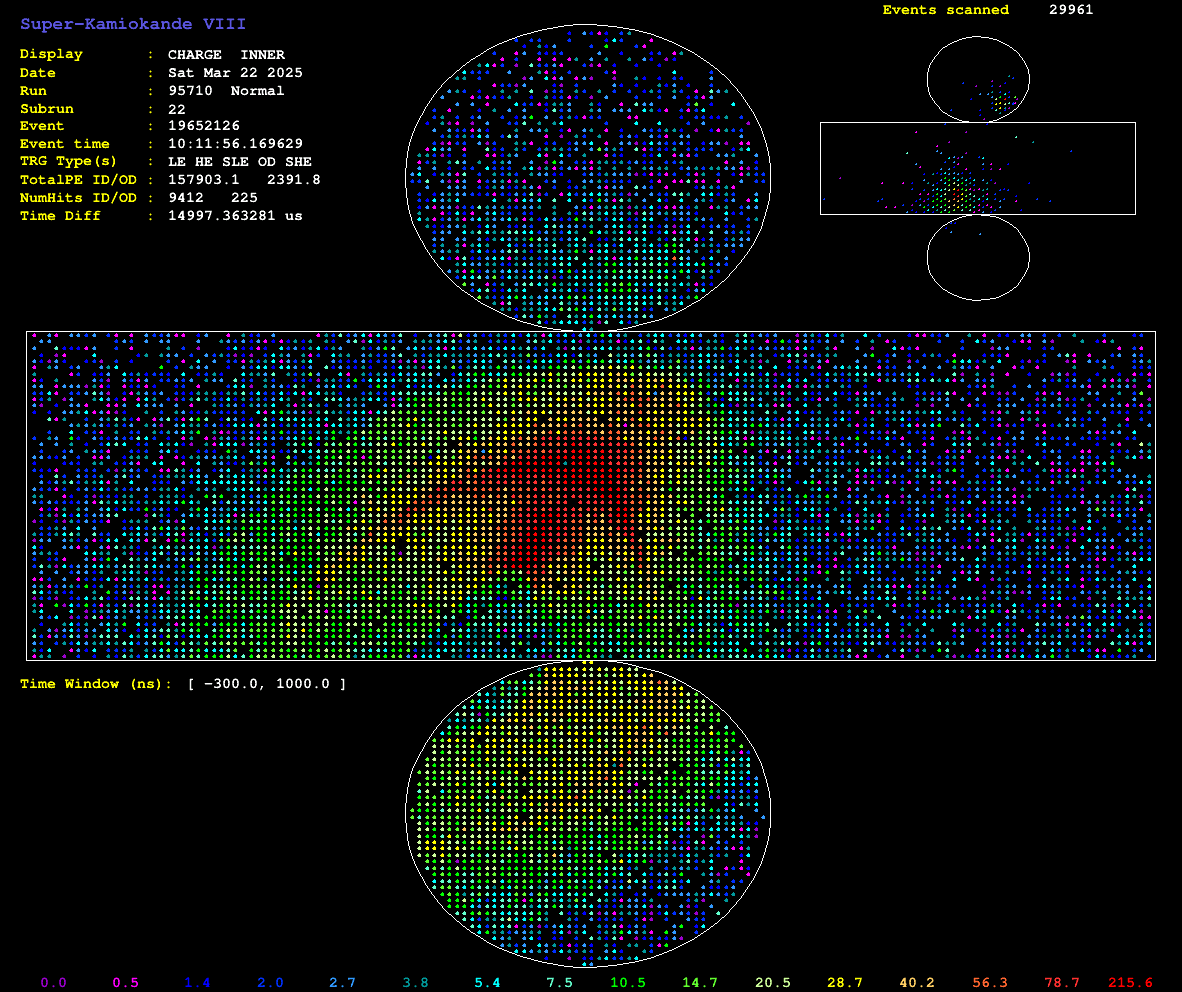 Super-Kamiokande VIII
Events scanned 29961
Display : CHARGE INNER
Date : Sat Mar 22 2025
Run : 95710 Normal
Subrun : 22
Event : 19652126
Event time : 10:11:56.169629
TRG Type(s) : LE HE SLE OD SHE
TotalPE ID/OD : 157903.1 2391.8
NumHits ID/OD : 9412 225
Time Diff : 14997.363281 us
Time Window (ns): [ -300.0, 1000.0 ]
0.0 0.5 1.4 2.0 2.7 3.8 5.4 7.5 10.5 14.7 20.5 28.7 40.2 56.3 78.7 215.6